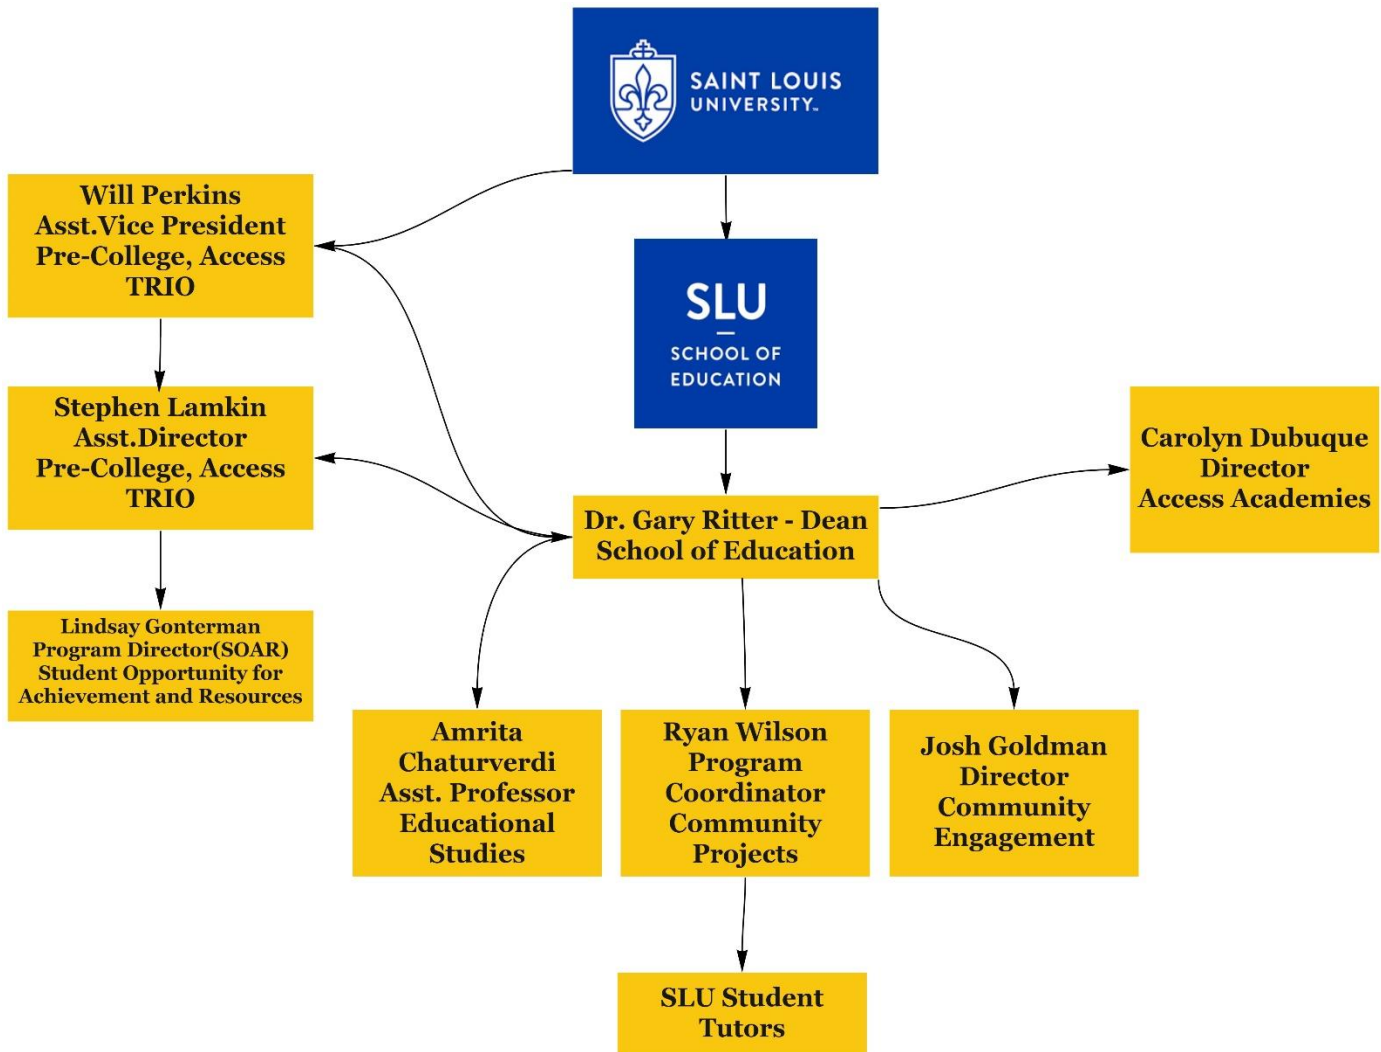 SAINT LOUIS
UNIVERSITY™
Will Perkins
Asst.Vice President
Pre-College, Access
TRIO
SLU
SCHOOL OF
EDUCATION
Stephen Lamkin
Asst.Director
Pre-College, Access
TRIO
Carolyn Dubuque
Director
Access Academies
Dr. Gary Ritter - Dean
School of Education
Lindsay Gonterman
Program Director(SOAR)
Student Opportunity for
Achievement and Resources
Amrita
Chaturverdi
Asst. Professor
Educational
Studies
Ryan Wilson
Program
Coordinator
Community
Projects
Josh Goldman
Director
Community
Engagement
SLU Student
Tutors